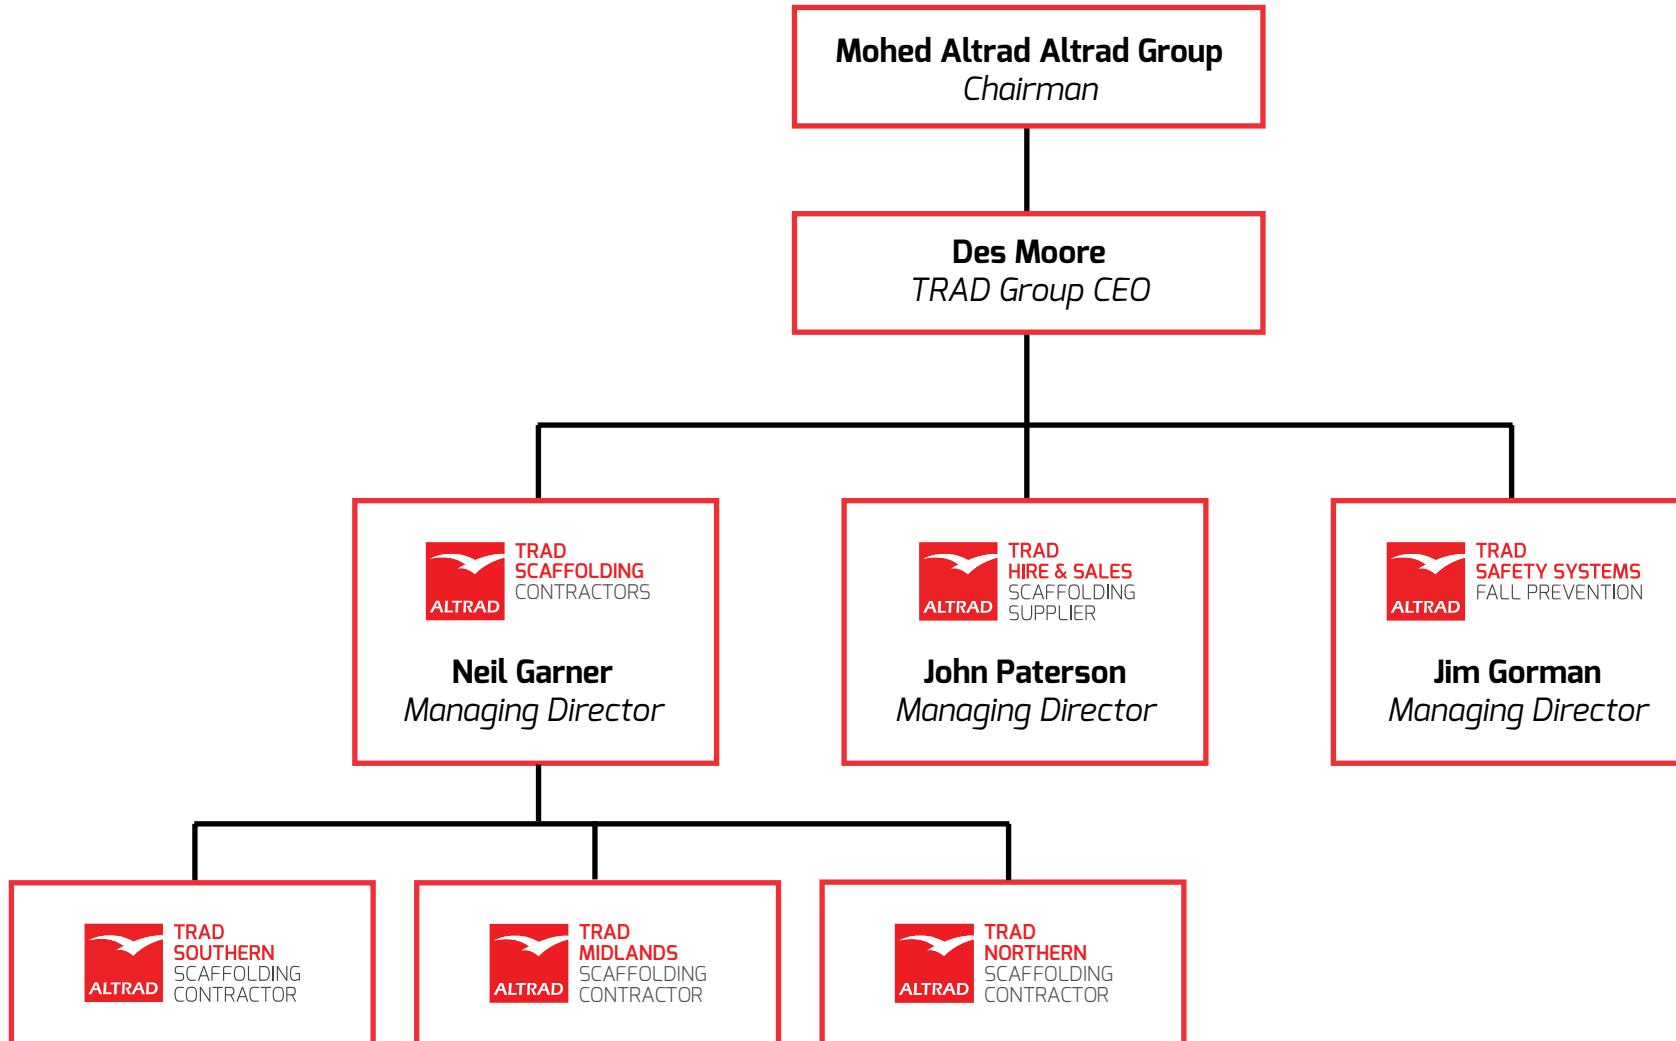 Mohed Altrad Altrad Group
Chairman
Des Moore
TRAD Group CEO
ALTRAD
TRAD
SCAFFOLDING
CONTRACTORS
Neil Garner
Managing Director
ALTRAD
TRAD
HIRE & SALES
SCAFFOLDING
SUPPLIER
John Paterson
Managing Director
ALTRAD
TRAD
SAFETY SYSTEMS
FALL PREVENTION
Jim Gorman
Managing Director
ALTRAD
TRAD
SOUTHERN
SCAFFOLDING
CONTRACTOR
ALTRAD
TRAD
MIDLANDS
SCAFFOLDING
CONTRACTOR
ALTRAD
TRAD
NORTHERN
SCAFFOLDING
CONTRACTOR